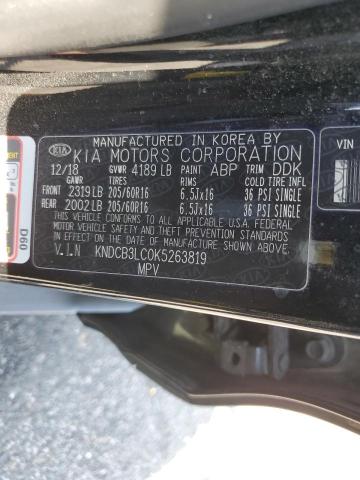 MANUFACTURED IN KOREA BY
KIA KIA MOTORS CORPORATION
12/18 GVWR 4189 LB PAINT ABP TRIM DDK
GAWR TIRES RIMS COLD TIRE INFL
FRONT 2319 LB 205/60R16 6.5Jx16 36 PSI SINGLE
REAR 2002 LB 205/60R16 6.5Jx16 36 PSI SINGLE
THIS VEHICLE CONFORMS TO ALL APPLICABLE U.S.A FEDERAL
MOTOR VEHICLE SAFETY AND THEFT PREVENTION STANDARDS
IN EFFECT ON THE DATE OF MANUFACTURE SHOWN ABOVE.
V.I.N KNDCB3LC0K5263819
MPV
D60
VIN